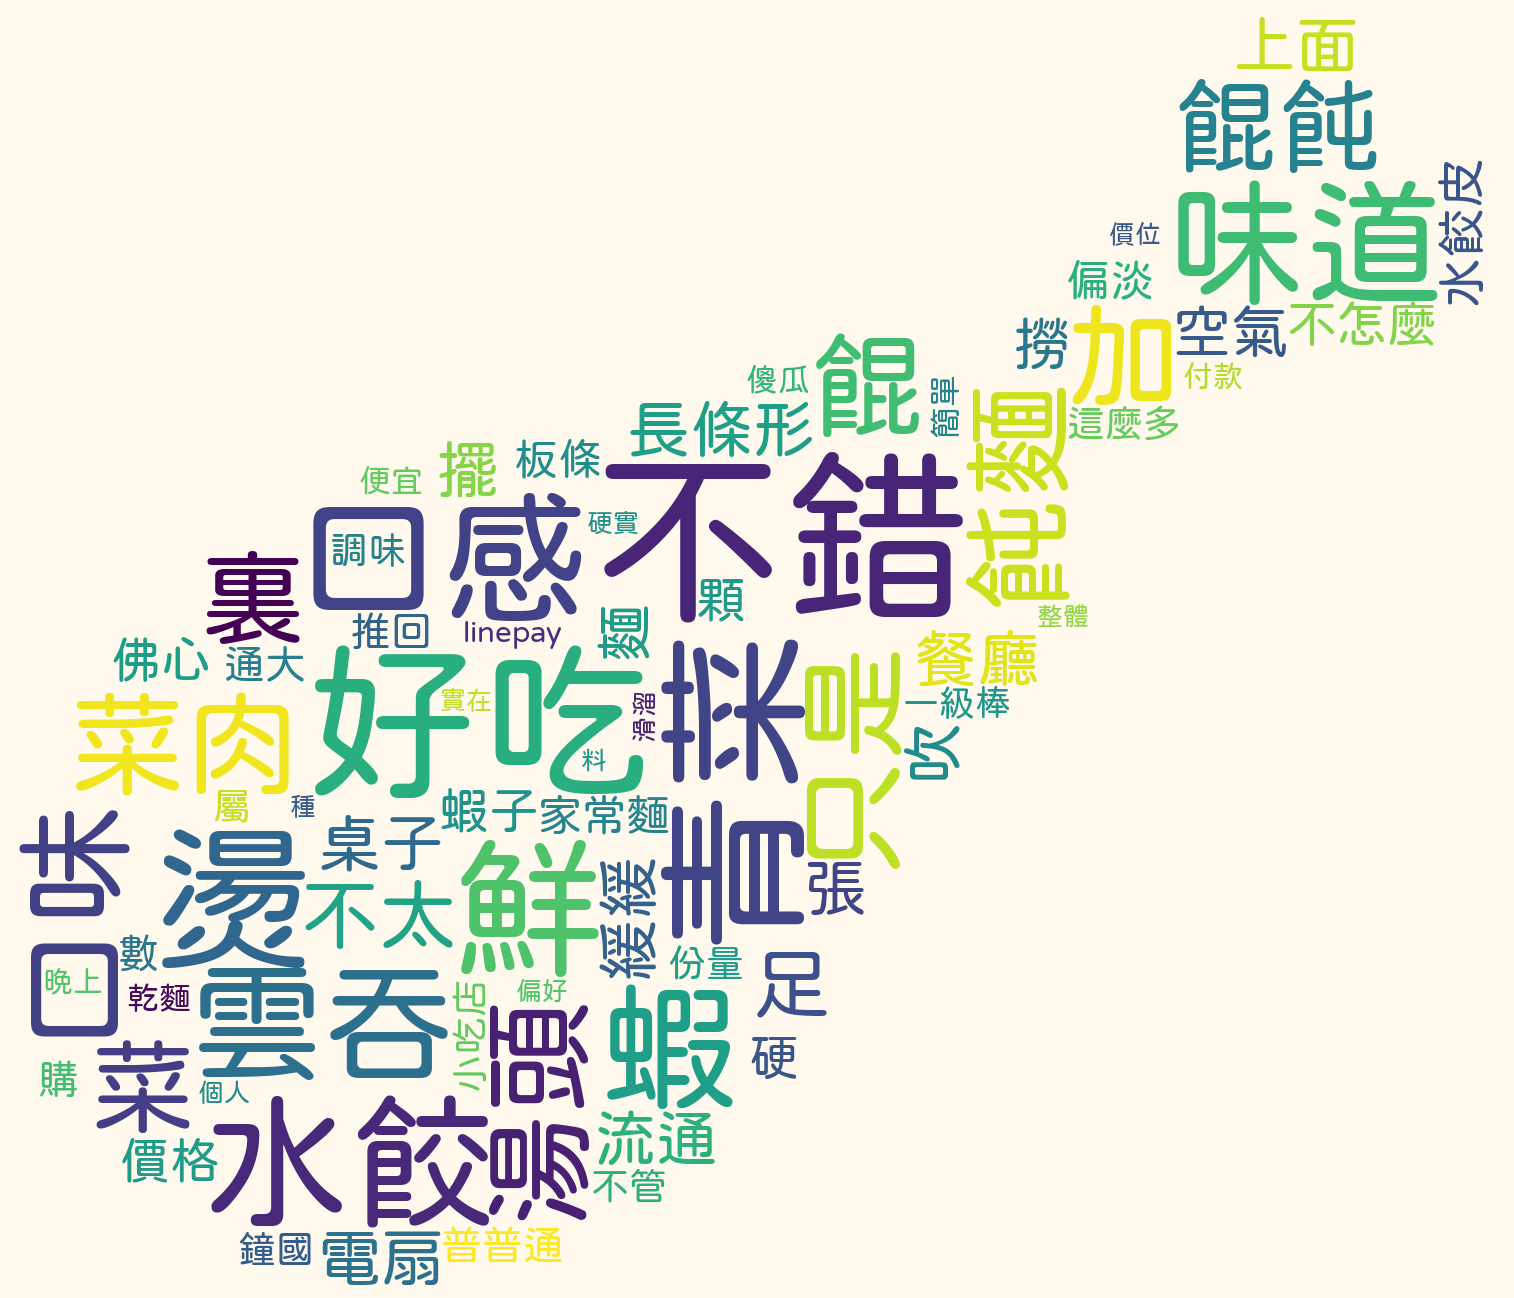 上面
餛飩
味道
水餃皮
價位
偏淡
空氣
不怎麼
撈
加
付款
傻瓜
餛
簡單
飩麵
這麼多
長條形
板條
擺
便宜
不錯
口感
調味
硬實
裏
推回
linepay
麵
顆
整體
佛心
通大
好吃
實在
滑溜
青菜
只是
餐廳
一級棒
吹
菜肉
料
屬
種
蝦子
家常麵
口味
燙
桌子
不太
鮮
緩緩
張
數
晚上
乾麵
雲吞
小吃店
偏好
湯頭
蝦
份量
足
硬
購
菜
個人
價格
水餃
流通
不管
鐘國
電扇
普普通